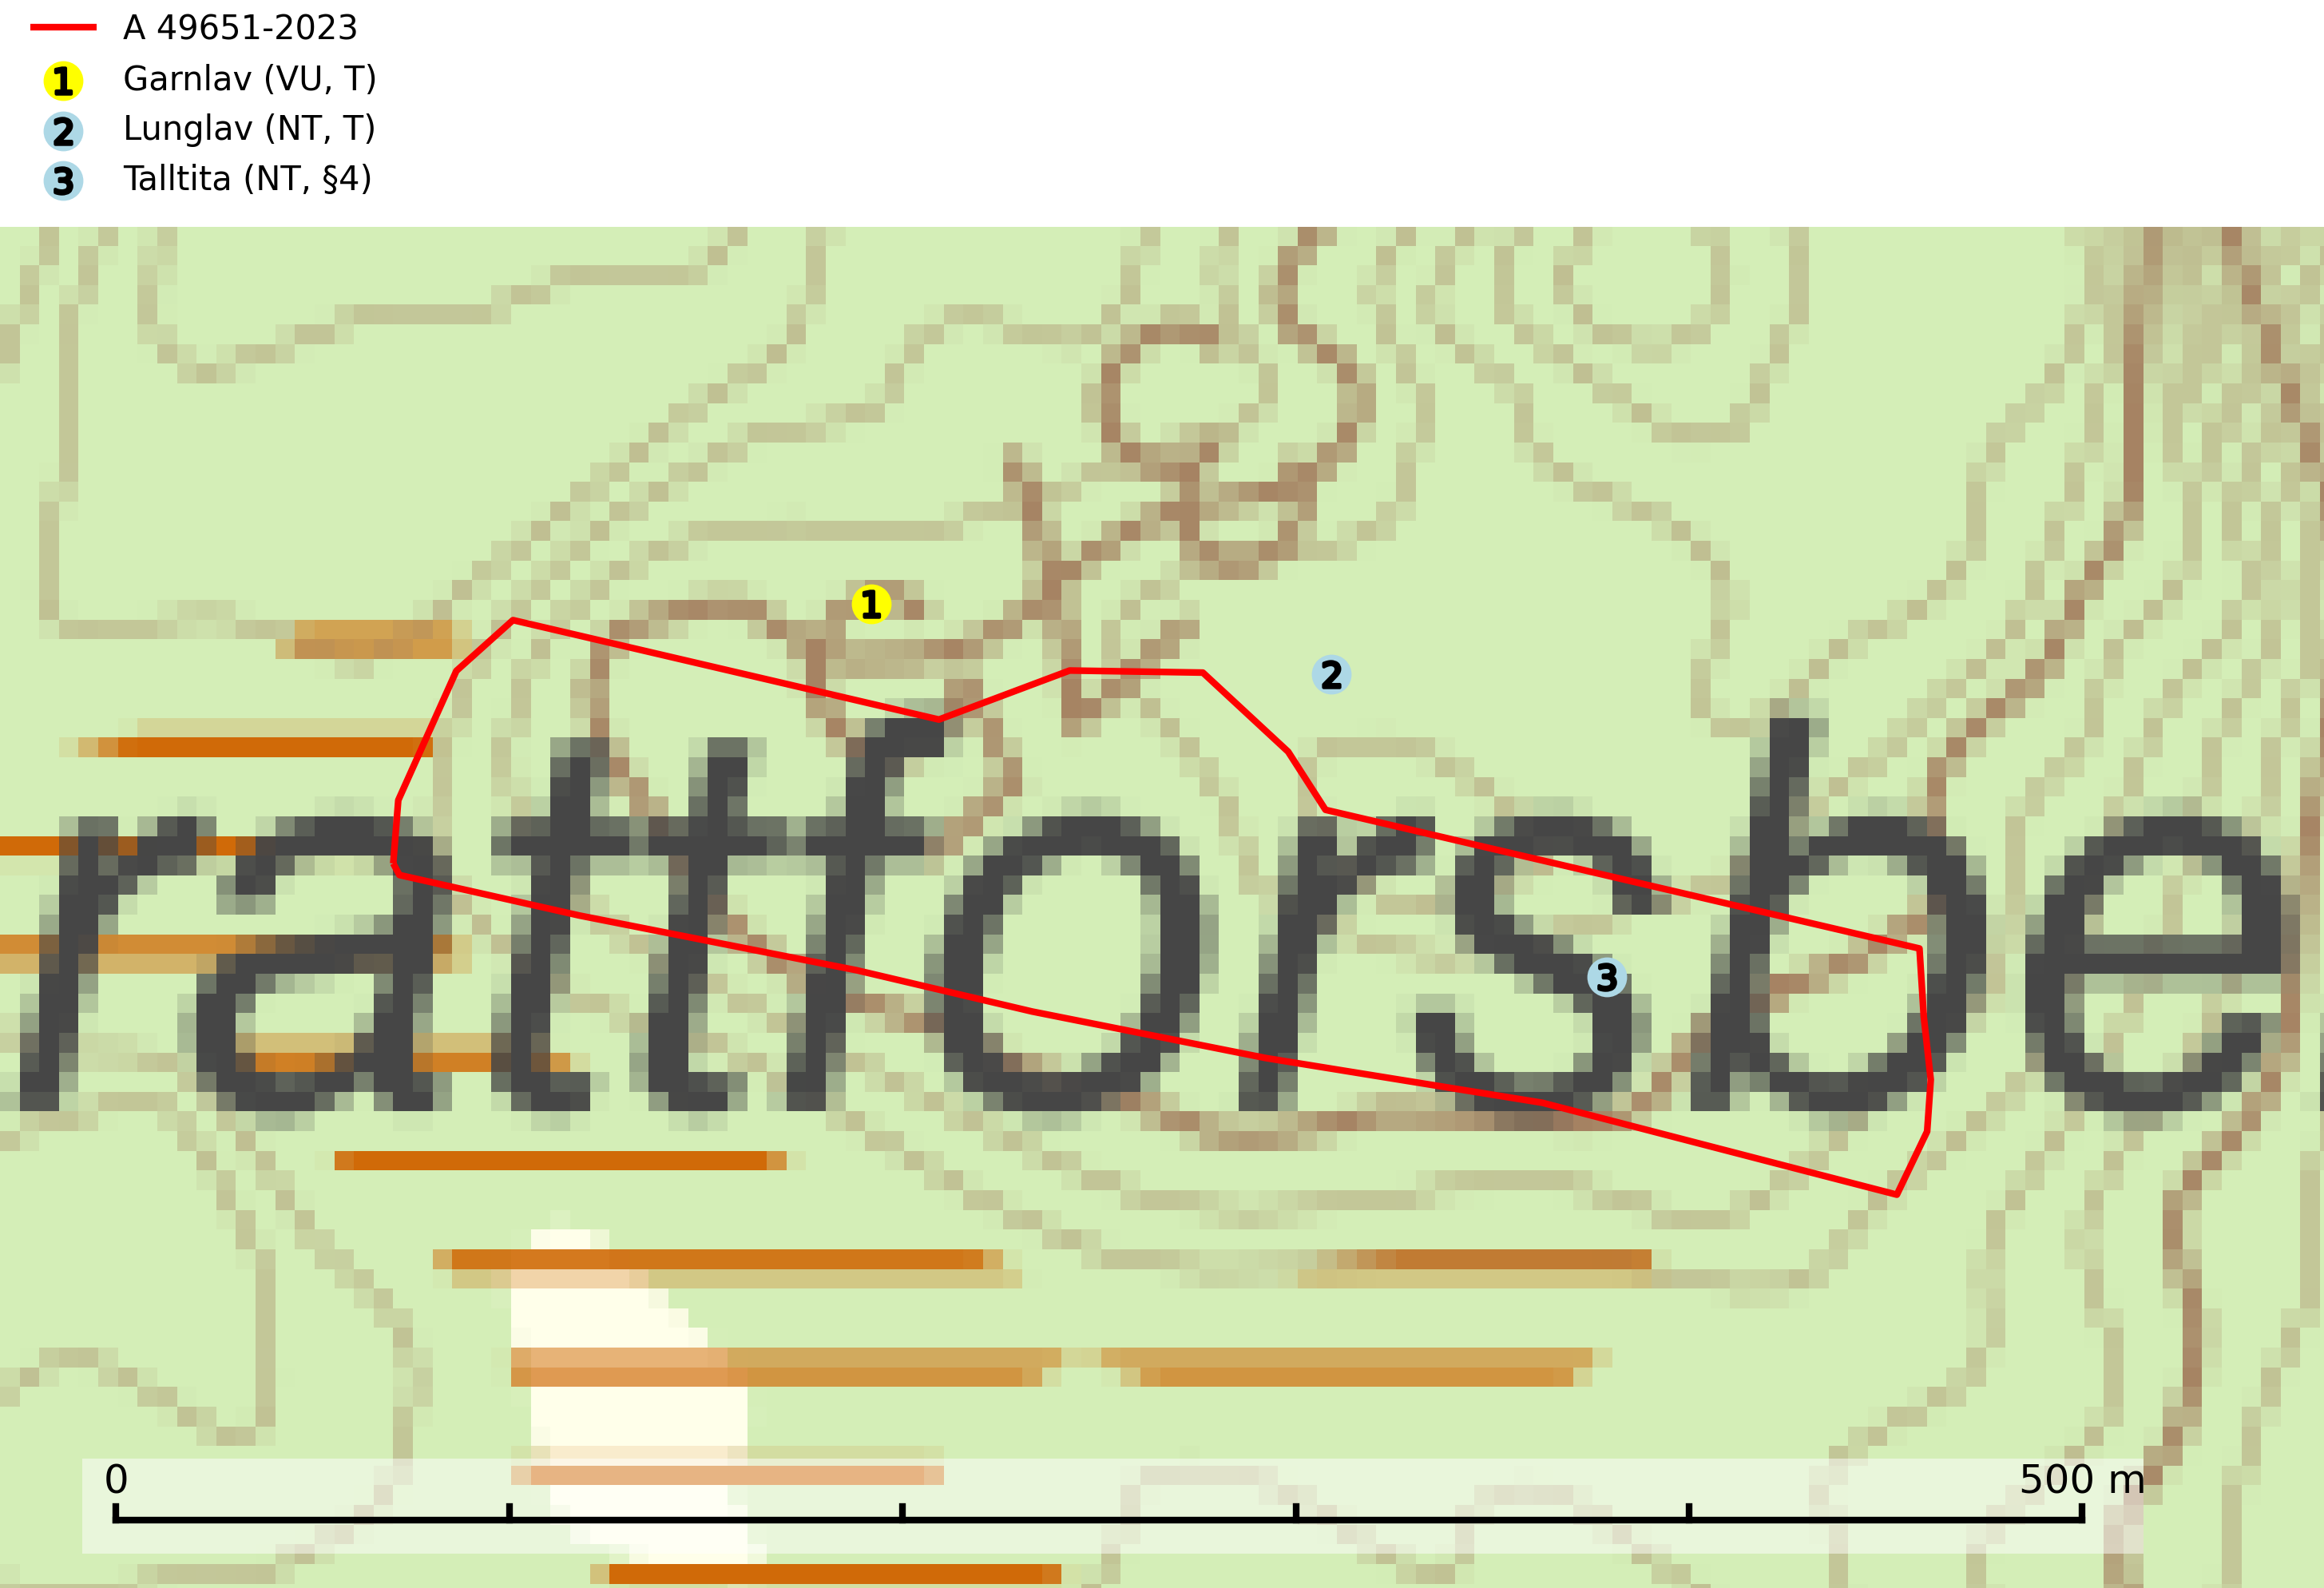 A 49651-2023
1 Garnlav (VU, T)
2 Lunglav (NT, T)
3 Talltita (NT, §4)
1
2
rattforsbe
3
0 500 m